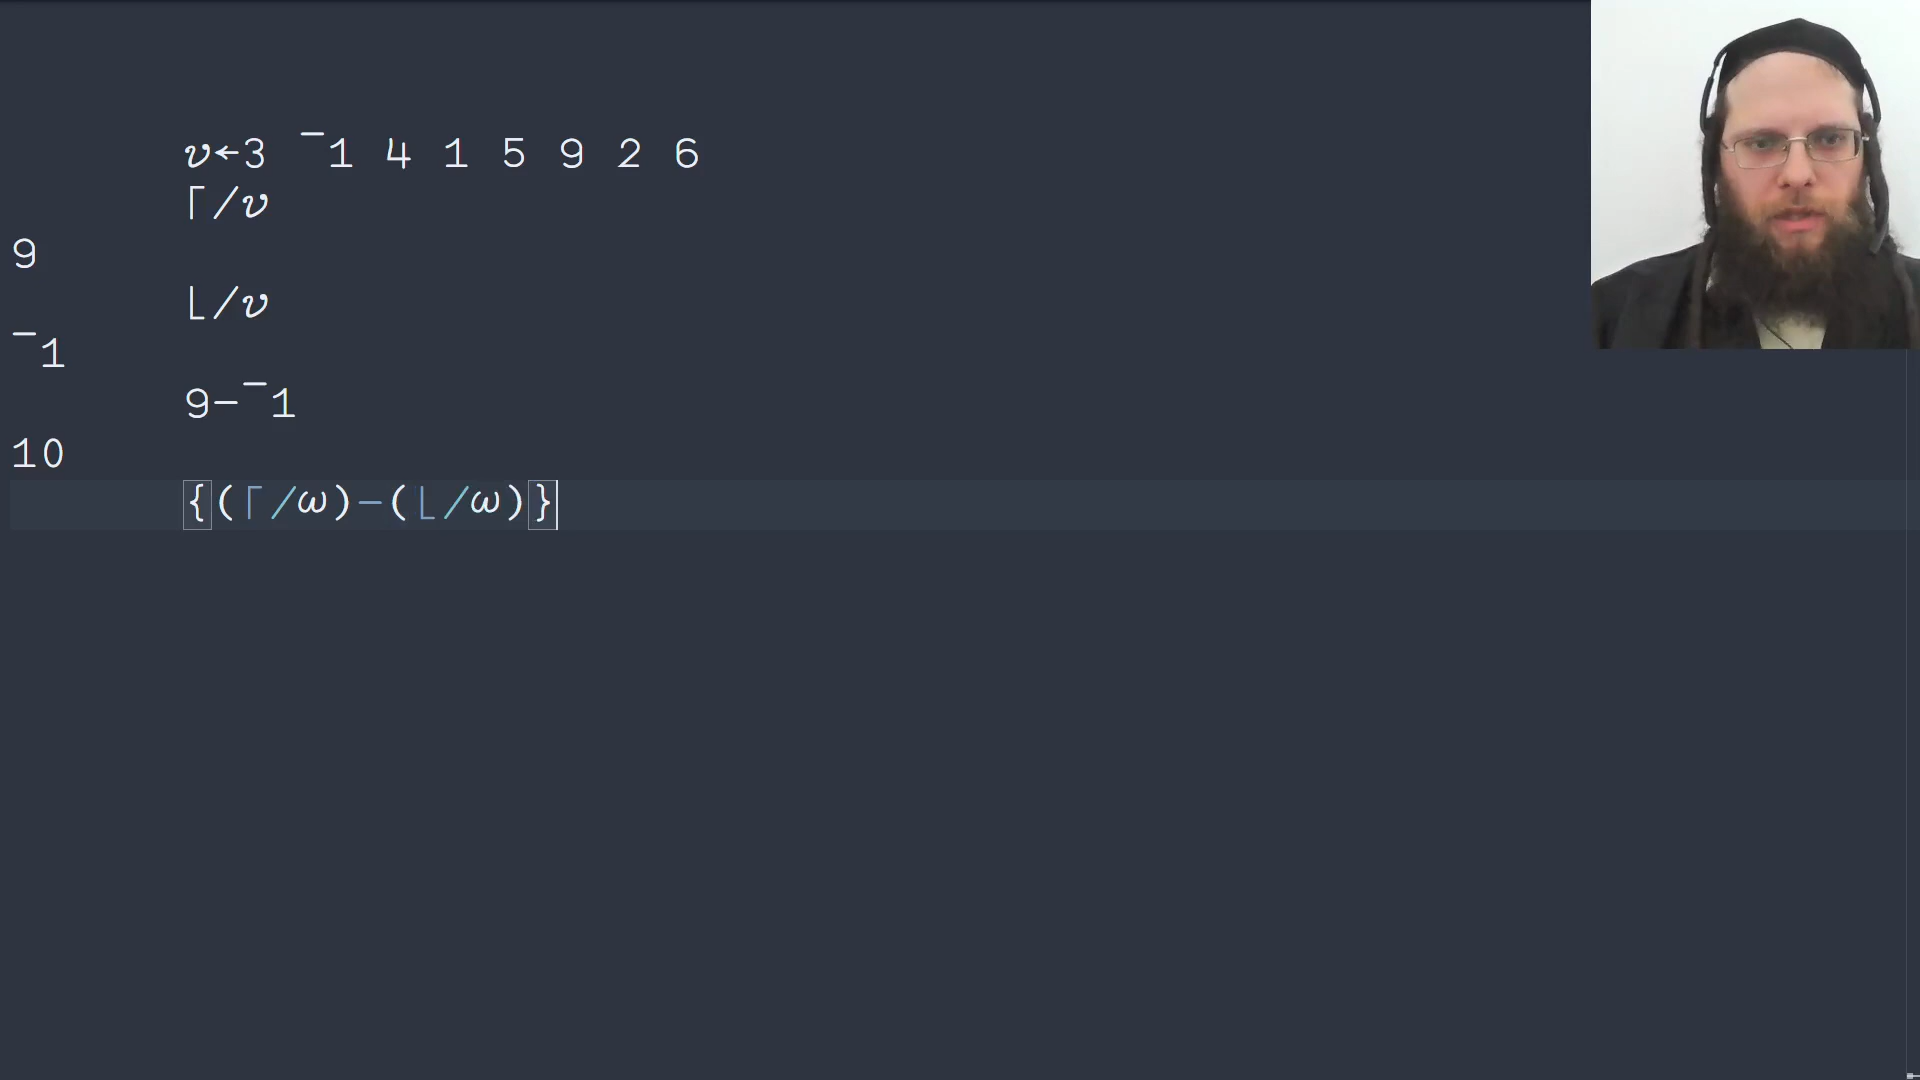 v←3 ¯1 4 1 5 9 2 6
⌈/v
9
⌊/v
¯1
9-¯1
10
{(⌈/⍵)-(⌊/⍵)}